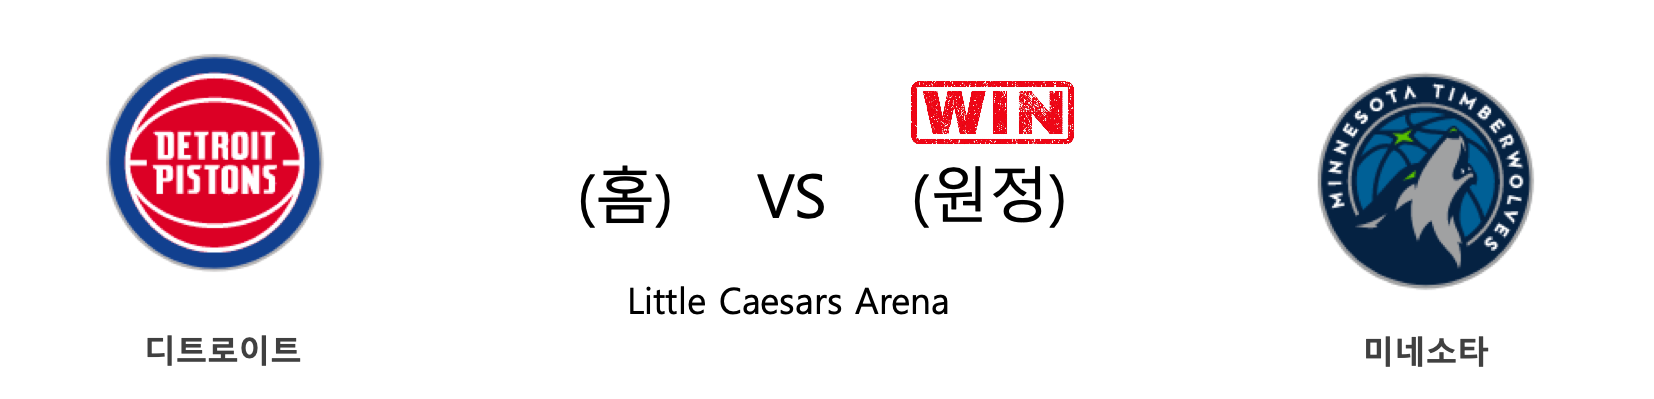 DETROIT
PISTONS
디트로이트
WIN
(홈) VS (원정)
Little Caesars Arena
MINNESOTA TIMBERWOLVES
미네소타